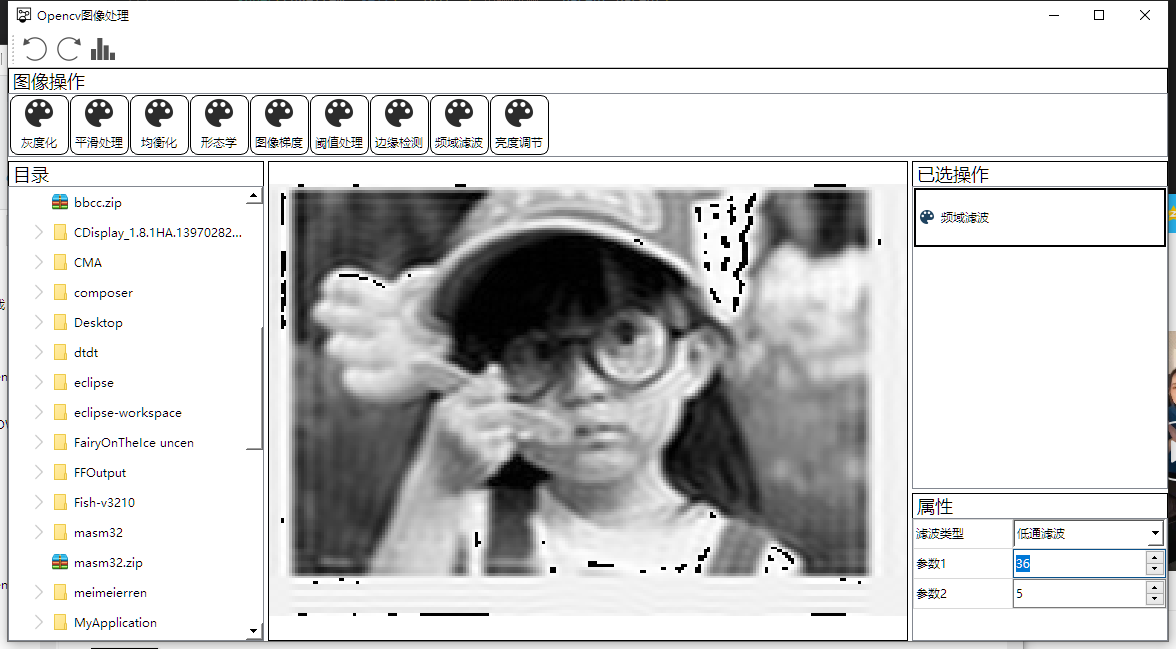 Opencv图像处理
图像操作
灰度化 平滑处理 均衡化 形态学 图像梯度 阈值处理 边缘检测 频域滤波 亮度调节
目录
bbcc.zip
CDisplay_1.8.1HA.13970282...
CMA
composer
Desktop
dtdt
eclipse
eclipse-workspace
FairyOnTheIce uncen
FFOutput
Fish-v3210
masm32
masm32.zip
meimeierren
MyApplication
已选操作
频域滤波
属性
滤波类型 低通滤波
参数1 36
参数2 5